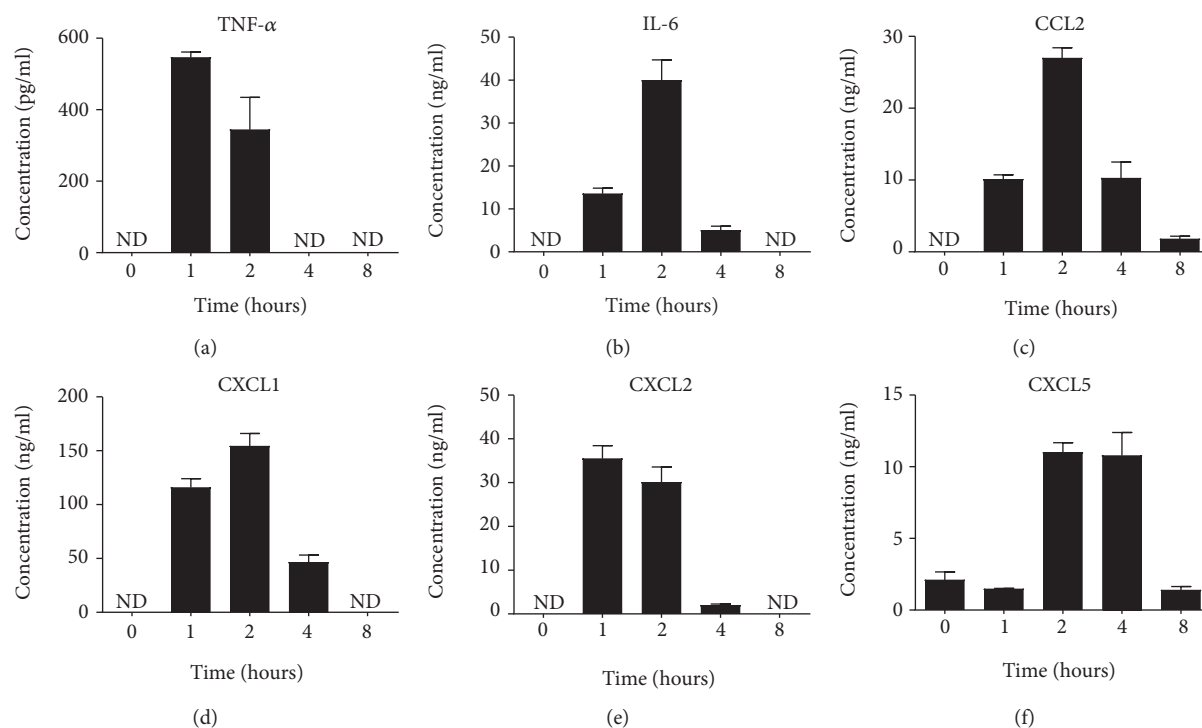 TNF-α
Concentration (pg/ml)
600
400
200
0
ND ND ND
0 1 2 4 8
Time (hours)
(a)
IL-6
Concentration (ng/ml)
50
40
30
20
10
0
ND ND
0 1 2 4 8
Time (hours)
(b)
CCL2
Concentration (ng/ml)
30
20
10
0
ND
0 1 2 4 8
Time (hours)
(c)
CXCL1
Concentration (ng/ml)
200
150
100
50
0
ND ND
0 1 2 4 8
Time (hours)
(d)
CXCL2
Concentration (ng/ml)
50
40
30
20
10
0
ND ND
0 1 2 4 8
Time (hours)
(e)
CXCL5
Concentration (ng/ml)
15
10
5
0
0 1 2 4 8
Time (hours)
(f)